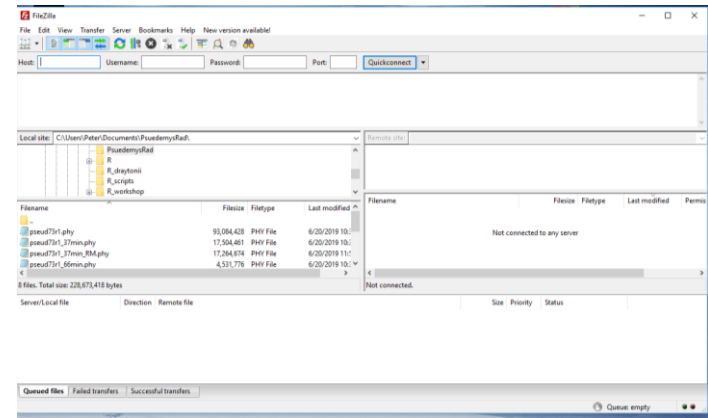 FileZilla
File Edit View Transfer Server Bookmarks Help New version available!
Host: Username: Password: Port: Quickconnect
Local site: C:\Users\Peter\Documents\PsuedemysRad\ Remote site:
PsuedemysRad
R
R_draytonii
R_scripts
R_workshop
Filename Filesize Filetype Last modified
..
pseud73r1.phy 93,084,428 PHY File 6/20/2019 10:
pseud73r1_37min.phy 17,504,461 PHY File 6/20/2019 10:
pseud73r1_37min_RM.phy 17,264,674 PHY File 6/20/2019 11:
pseud73r1_66min.phy 4,531,776 PHY File 6/20/2019 10:
8 files. Total size: 228,673,418 bytes
Filename Filesize Filetype Last modified Permis
Not connected to any server
Not connected.
Server/Local file Direction Remote file Size Priority Status
Queued files Failed transfers Successful transfers
Queue: empty